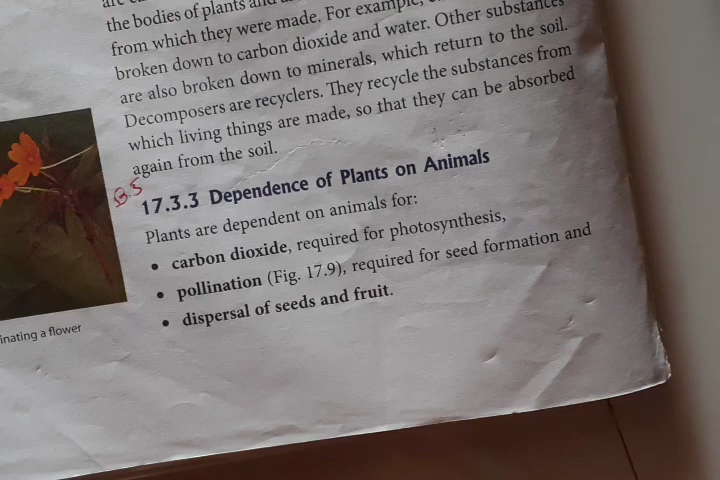 the bodies of plants and
from which they were made. For example,
broken down to carbon dioxide and water. Other substances
are also broken down to minerals, which return to the soil.
Decomposers are recyclers. They recycle the substances from
which living things are made, so that they can be absorbed
again from the soil.
B.5
17.3.3 Dependence of Plants on Animals
Plants are dependent on animals for:
• carbon dioxide, required for photosynthesis,
• pollination (Fig. 17.9), required for seed formation and
• dispersal of seeds and fruit.
inating a flower